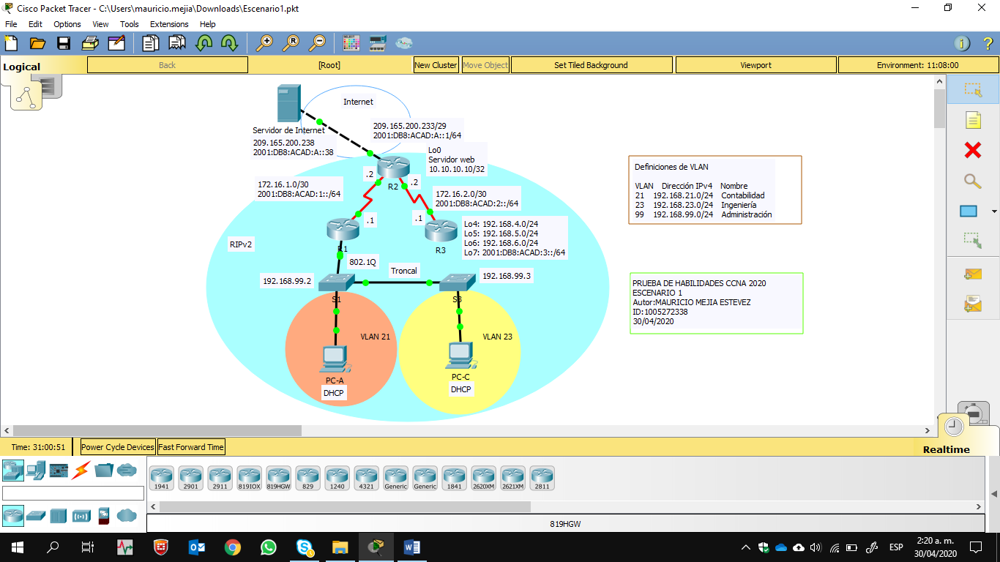 Cisco Packet Tracer - C:\Users\mauricio.mejia\Downloads\Escenario1.pkt
File Edit Options View Tools Extensions Help
Logical
Back
[Root]
New Cluster
Move Object
Set Tiled Background
Viewport
Environment: 11:08:00
Internet
Servidor de Internet
209.165.200.238
2001:DB8:ACAD:A::38
209.165.200.233/29
2001:DB8:ACAD:A::1/64
Lo0
Servidor web
10.10.10.10/32
.2
R2
.2
172.16.1.0/30
2001:DB8:ACAD:1::/64
172.16.2.0/30
2001:DB8:ACAD:2::/64
.1
.1
R1
R3
Lo4: 192.168.4.0/24
Lo5: 192.168.5.0/24
Lo6: 192.168.6.0/24
Lo7: 2001:DB8:ACAD:3::/64
RIPv2
802.1Q
Troncal
192.168.99.2
192.168.99.3
S1
S3
VLAN 21
VLAN 23
PC-A
DHCP
PC-C
DHCP
Definiciones de VLAN
VLAN Dirección IPv4 Nombre
21 192.168.21.0/24 Contabilidad
23 192.168.23.0/24 Ingeniería
99 192.168.99.0/24 Administración
PRUEBA DE HABILIDADES CCNA 2020
ESCENARIO 1
Autor:MAURICIO MEJIA ESTEVEZ
ID:1005272338
30/04/2020
Time: 31:00:51
Power Cycle Devices
Fast Forward Time
Realtime
1941 2901 2911 819IOX 819HGW 829 1240 4321 Generic Generic 1841 2620XM 2621XM 2811
819HGW
ESP
2:20 a. m.
30/04/2020